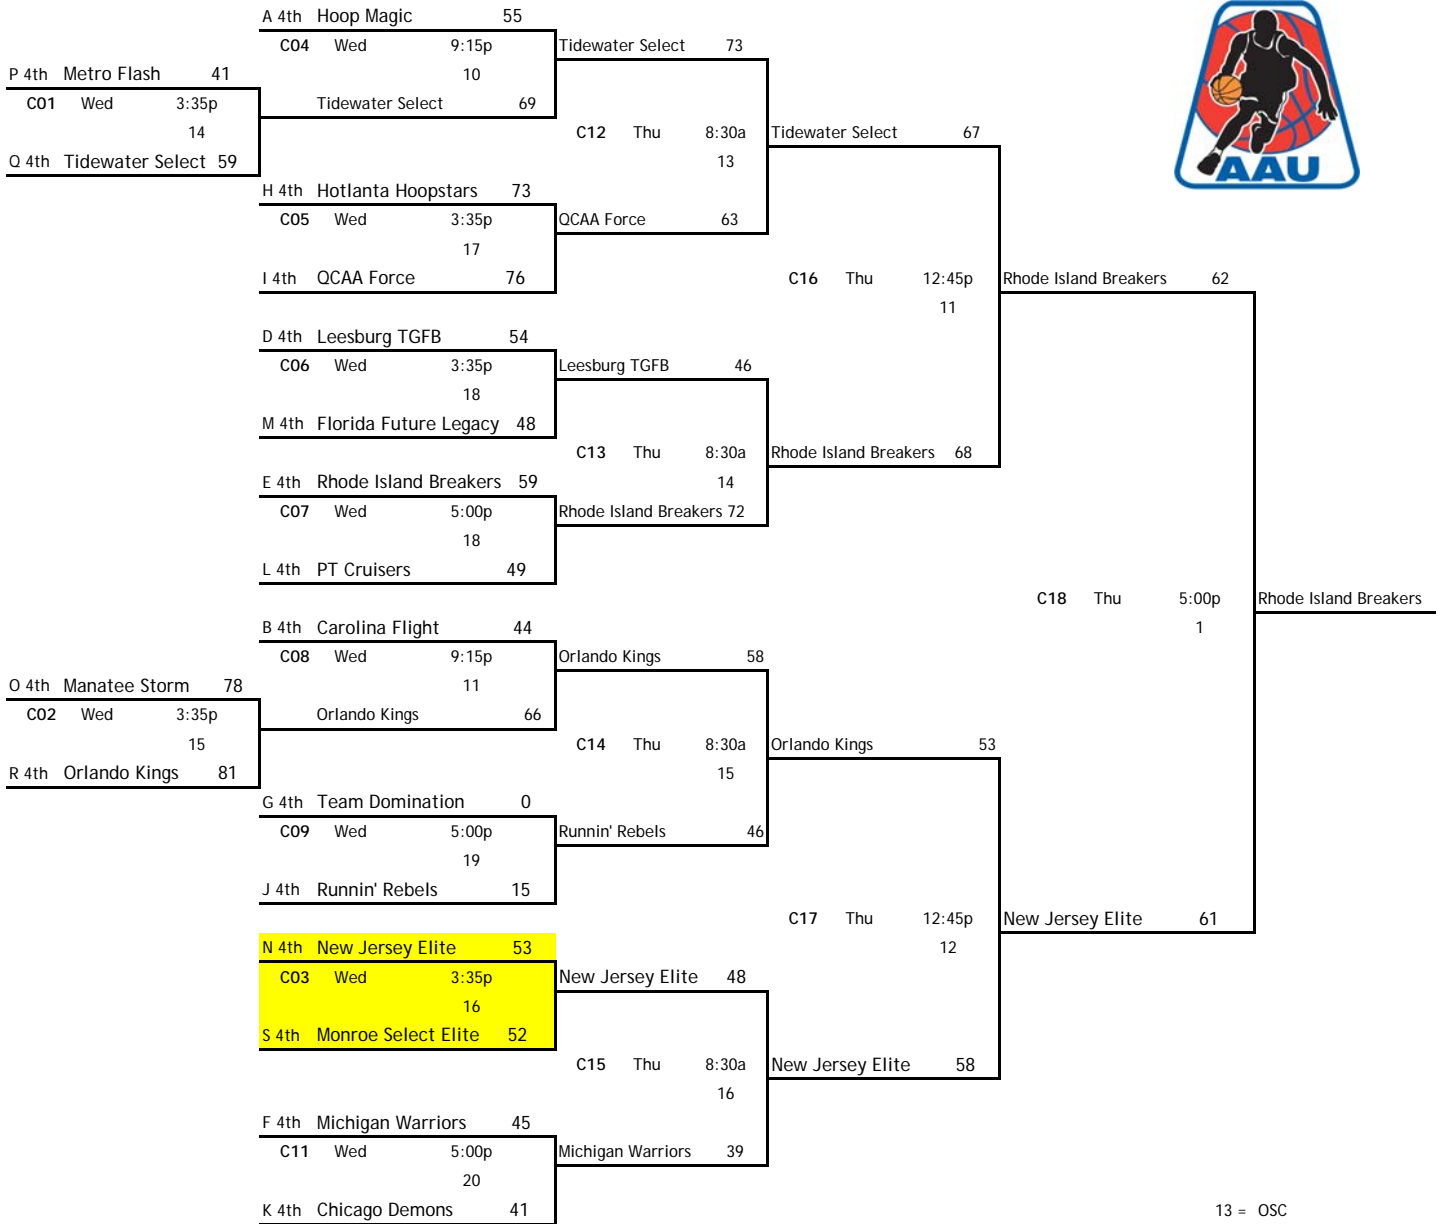 A 4th Hoop Magic 55
C04 Wed 9:15p Tidewater Select 73
P 4th Metro Flash 41 10
C01 Wed 3:35p Tidewater Select 69
14 C12 Thu 8:30a Tidewater Select 67
Q 4th Tidewater Select 59 13
AAU
H 4th Hotlanta Hoopstars 73
C05 Wed 3:35p QCAA Force 63
17
I 4th QCAA Force 76 C16 Thu 12:45p Rhode Island Breakers 62
11
D 4th Leesburg TGFB 54
C06 Wed 3:35p Leesburg TGFB 46
18
M 4th Florida Future Legacy 48
C13 Thu 8:30a Rhode Island Breakers 68
E 4th Rhode Island Breakers 59 14
C07 Wed 5:00p Rhode Island Breakers 72
18
L 4th PT Cruisers 49
C18 Thu 5:00p Rhode Island Breakers
B 4th Carolina Flight 44 1
C08 Wed 9:15p Orlando Kings 58
O 4th Manatee Storm 78 11
C02 Wed 3:35p Orlando Kings 66
15 C14 Thu 8:30a Orlando Kings 53
R 4th Orlando Kings 81 15
G 4th Team Domination 0
C09 Wed 5:00p Runnin' Rebels 46
19
J 4th Runnin' Rebels 15
C17 Thu 12:45p New Jersey Elite 61
N 4th New Jersey Elite 53 12
C03 Wed 3:35p New Jersey Elite 48
16
S 4th Monroe Select Elite 52
C15 Thu 8:30a New Jersey Elite 58
16
F 4th Michigan Warriors 45
C11 Wed 5:00p Michigan Warriors 39
20
K 4th Chicago Demons 41 13 = OSC